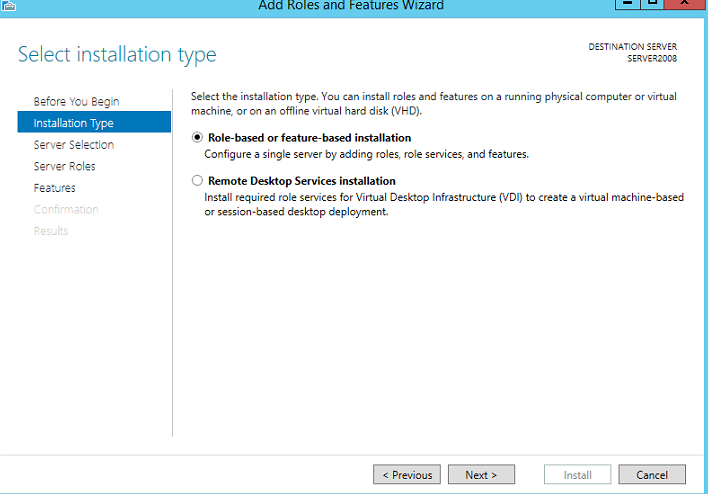 Add Roles and Features Wizard
Select installation type
DESTINATION SERVER
SERVER2008
Before You Begin
Installation Type
Server Selection
Server Roles
Features
Confirmation
Results
Select the installation type. You can install roles and features on a running physical computer or virtual
machine, or on an offline virtual hard disk (VHD).
Role-based or feature-based installation
Configure a single server by adding roles, role services, and features.
Remote Desktop Services installation
Install required role services for Virtual Desktop Infrastructure (VDI) to create a virtual machine-based
or session-based desktop deployment.
< Previous
Next >
Install
Cancel